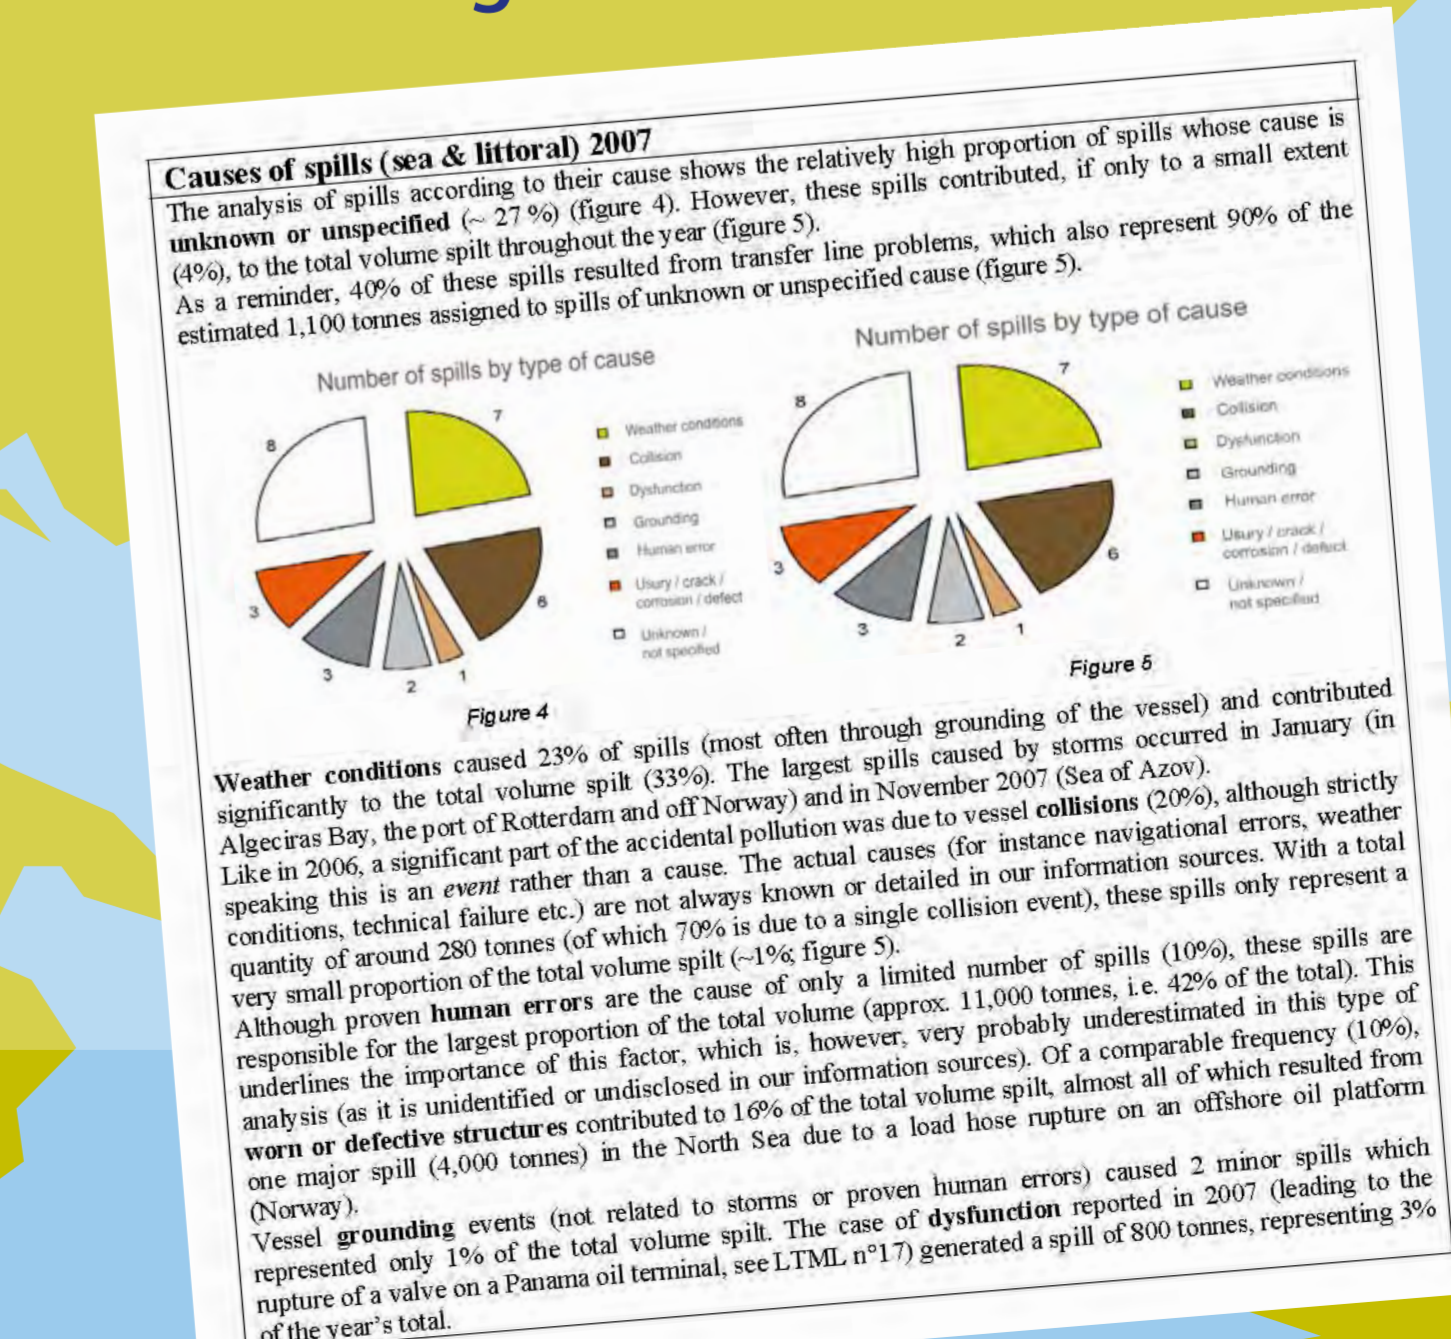 Causes of spills (sea & littoral) 2007
The analysis of spills according to their cause shows the relatively high proportion of spills whose cause is
unknown or unspecified (~ 27 %) (figure 4). However, these spills contributed, if only to a small extent
(4%), to the total volume spilt throughout the year (figure 5).
As a reminder, 40% of these spills resulted from transfer line problems, which also represent 90% of the
estimated 1,100 tonnes assigned to spills of unknown or unspecified cause (figure 5).
Number of spills by type of cause
8
7
6
1
2
3
3
Weather conditions
Collision
Dysfunction
Grounding
Human error
Usury / crack /
corrosion / defect
Unknown /
not specified
Figure 4
Number of spills by type of cause
8
7
6
1
2
3
3
Weather conditions
Collision
Dysfunction
Grounding
Human error
Usury / crack /
corrosion / defect
Unknown /
not specified
Figure 5
Weather conditions caused 23% of spills (most often through grounding of the vessel) and contributed
significantly to the total volume spilt (33%). The largest spills caused by storms occurred in January (in
Algeciras Bay, the port of Rotterdam and off Norway) and in November 2007 (Sea of Azov).
Like in 2006, a significant part of the accidental pollution was due to vessel collisions (20%), although strictly
speaking this is an event rather than a cause. The actual causes (for instance navigational errors, weather
conditions, technical failure etc.) are not always known or detailed in our information sources. With a total
quantity of around 280 tonnes (of which 70% is due to a single collision event), these spills only represent a
very small proportion of the total volume spilt (~1%; figure 5).
Although proven human errors are the cause of only a limited number of spills (10%), these spills are
responsible for the largest proportion of the total volume (approx. 11,000 tonnes, i.e. 42% of the total). This
underlines the importance of this factor, which is, however, very probably underestimated in this type of
analysis (as it is unidentified or undisclosed in our information sources). Of a comparable frequency (10%),
worn or defective structures contributed to 16% of the total volume spilt, almost all of which resulted from
one major spill (4,000 tonnes) in the North Sea due to a load hose rupture on an offshore oil platform
(Norway).
Vessel grounding events (not related to storms or proven human errors) caused 2 minor spills which
represented only 1% of the total volume spilt. The case of dysfunction reported in 2007 (leading to the
rupture of a valve on a Panama oil terminal, see LTML n°17) generated a spill of 800 tonnes, representing 3%
of the year's total.